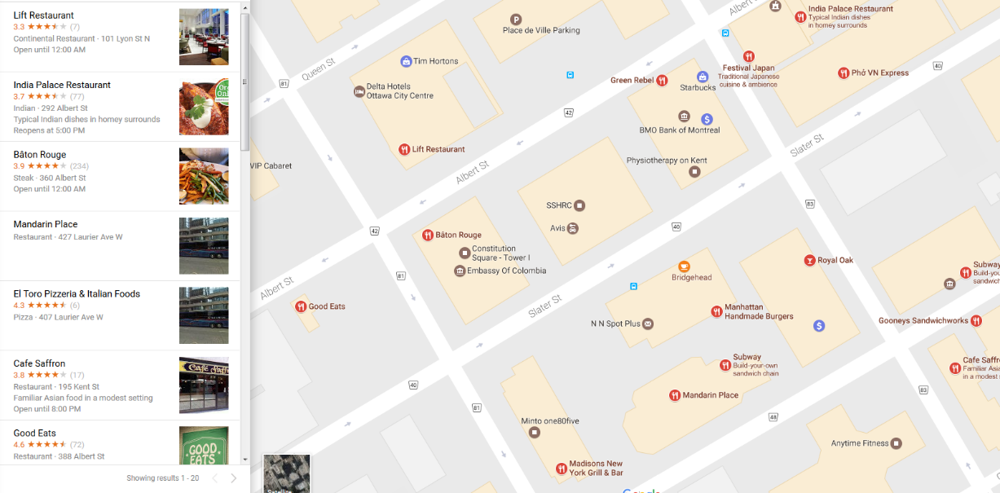 Lift Restaurant
3.3 ★★★★★ (7)
Continental Restaurant · 101 Lyon St N
Open until 12:00 AM
India Palace Restaurant
3.7 ★★★★★ (77)
Indian · 292 Albert St
Typical Indian dishes in homey surrounds
Reopens at 5:00 PM
Bâton Rouge
3.9 ★★★★★ (234)
Steak · 360 Albert St
Open until 12:00 AM
Mandarin Place
Restaurant · 427 Laurier Ave W
El Toro Pizzeria & Italian Foods
4.3 ★★★★★ (6)
Pizza · 407 Laurier Ave W
Cafe Saffron
3.8 ★★★★★ (17)
Restaurant · 195 Kent St
Familiar Asian food in a modest setting
Open until 8:00 PM
Good Eats
4.6 ★★★★★ (72)
Restaurant · 388 Albert St
GOOD
EATS
Showing results 1 - 20
Albert St
India Palace Restaurant
Typical Indian dishes
in homey surrounds
P
Place de Ville Parking
Queen St
81
Tim Hortons
Delta Hotels
Ottawa City Centre
Green Rebel
Starbucks
Festival Japan
Traditional Japanese
cuisine & ambience
Phở VN Express
40
42
$
BMO Bank of Montreal
Lift Restaurant
VIP Cabaret
Albert St
Physiotherapy on Kent
Slater St
SSHRC
Avis
83
40
42
Bâton Rouge
Constitution
Square - Tower I
Embassy Of Colombia
81
Albert St
Good Eats
Slater St
Bridgehead
Royal Oak
Subway
Build-you
sandwich
Manhattan
Handmade Burgers
N N Spot Plus
$
Gooneys Sandwichworks
Subway
Build-your-own
sandwich chain
Cafe Saffr
Familiar Asia
in a modest
Mandarin Place
40
81
83
48
Minto one80five
Anytime Fitness
Madisons New
York Grill & Bar
Satellite
Google